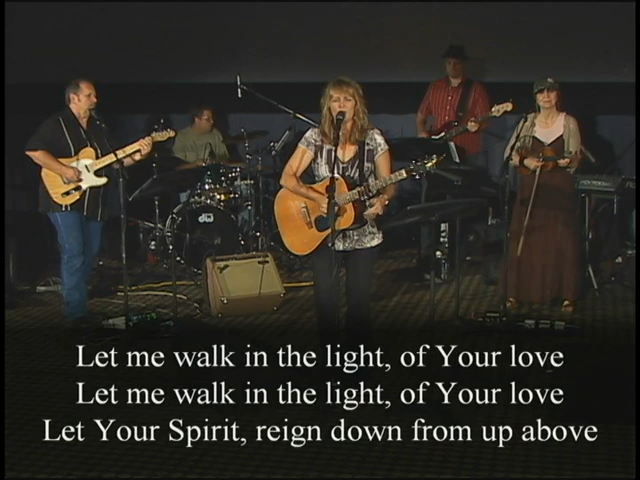 Let me walk in the light, of Your love
Let me walk in the light, of Your love
Let Your Spirit, reign down from up above